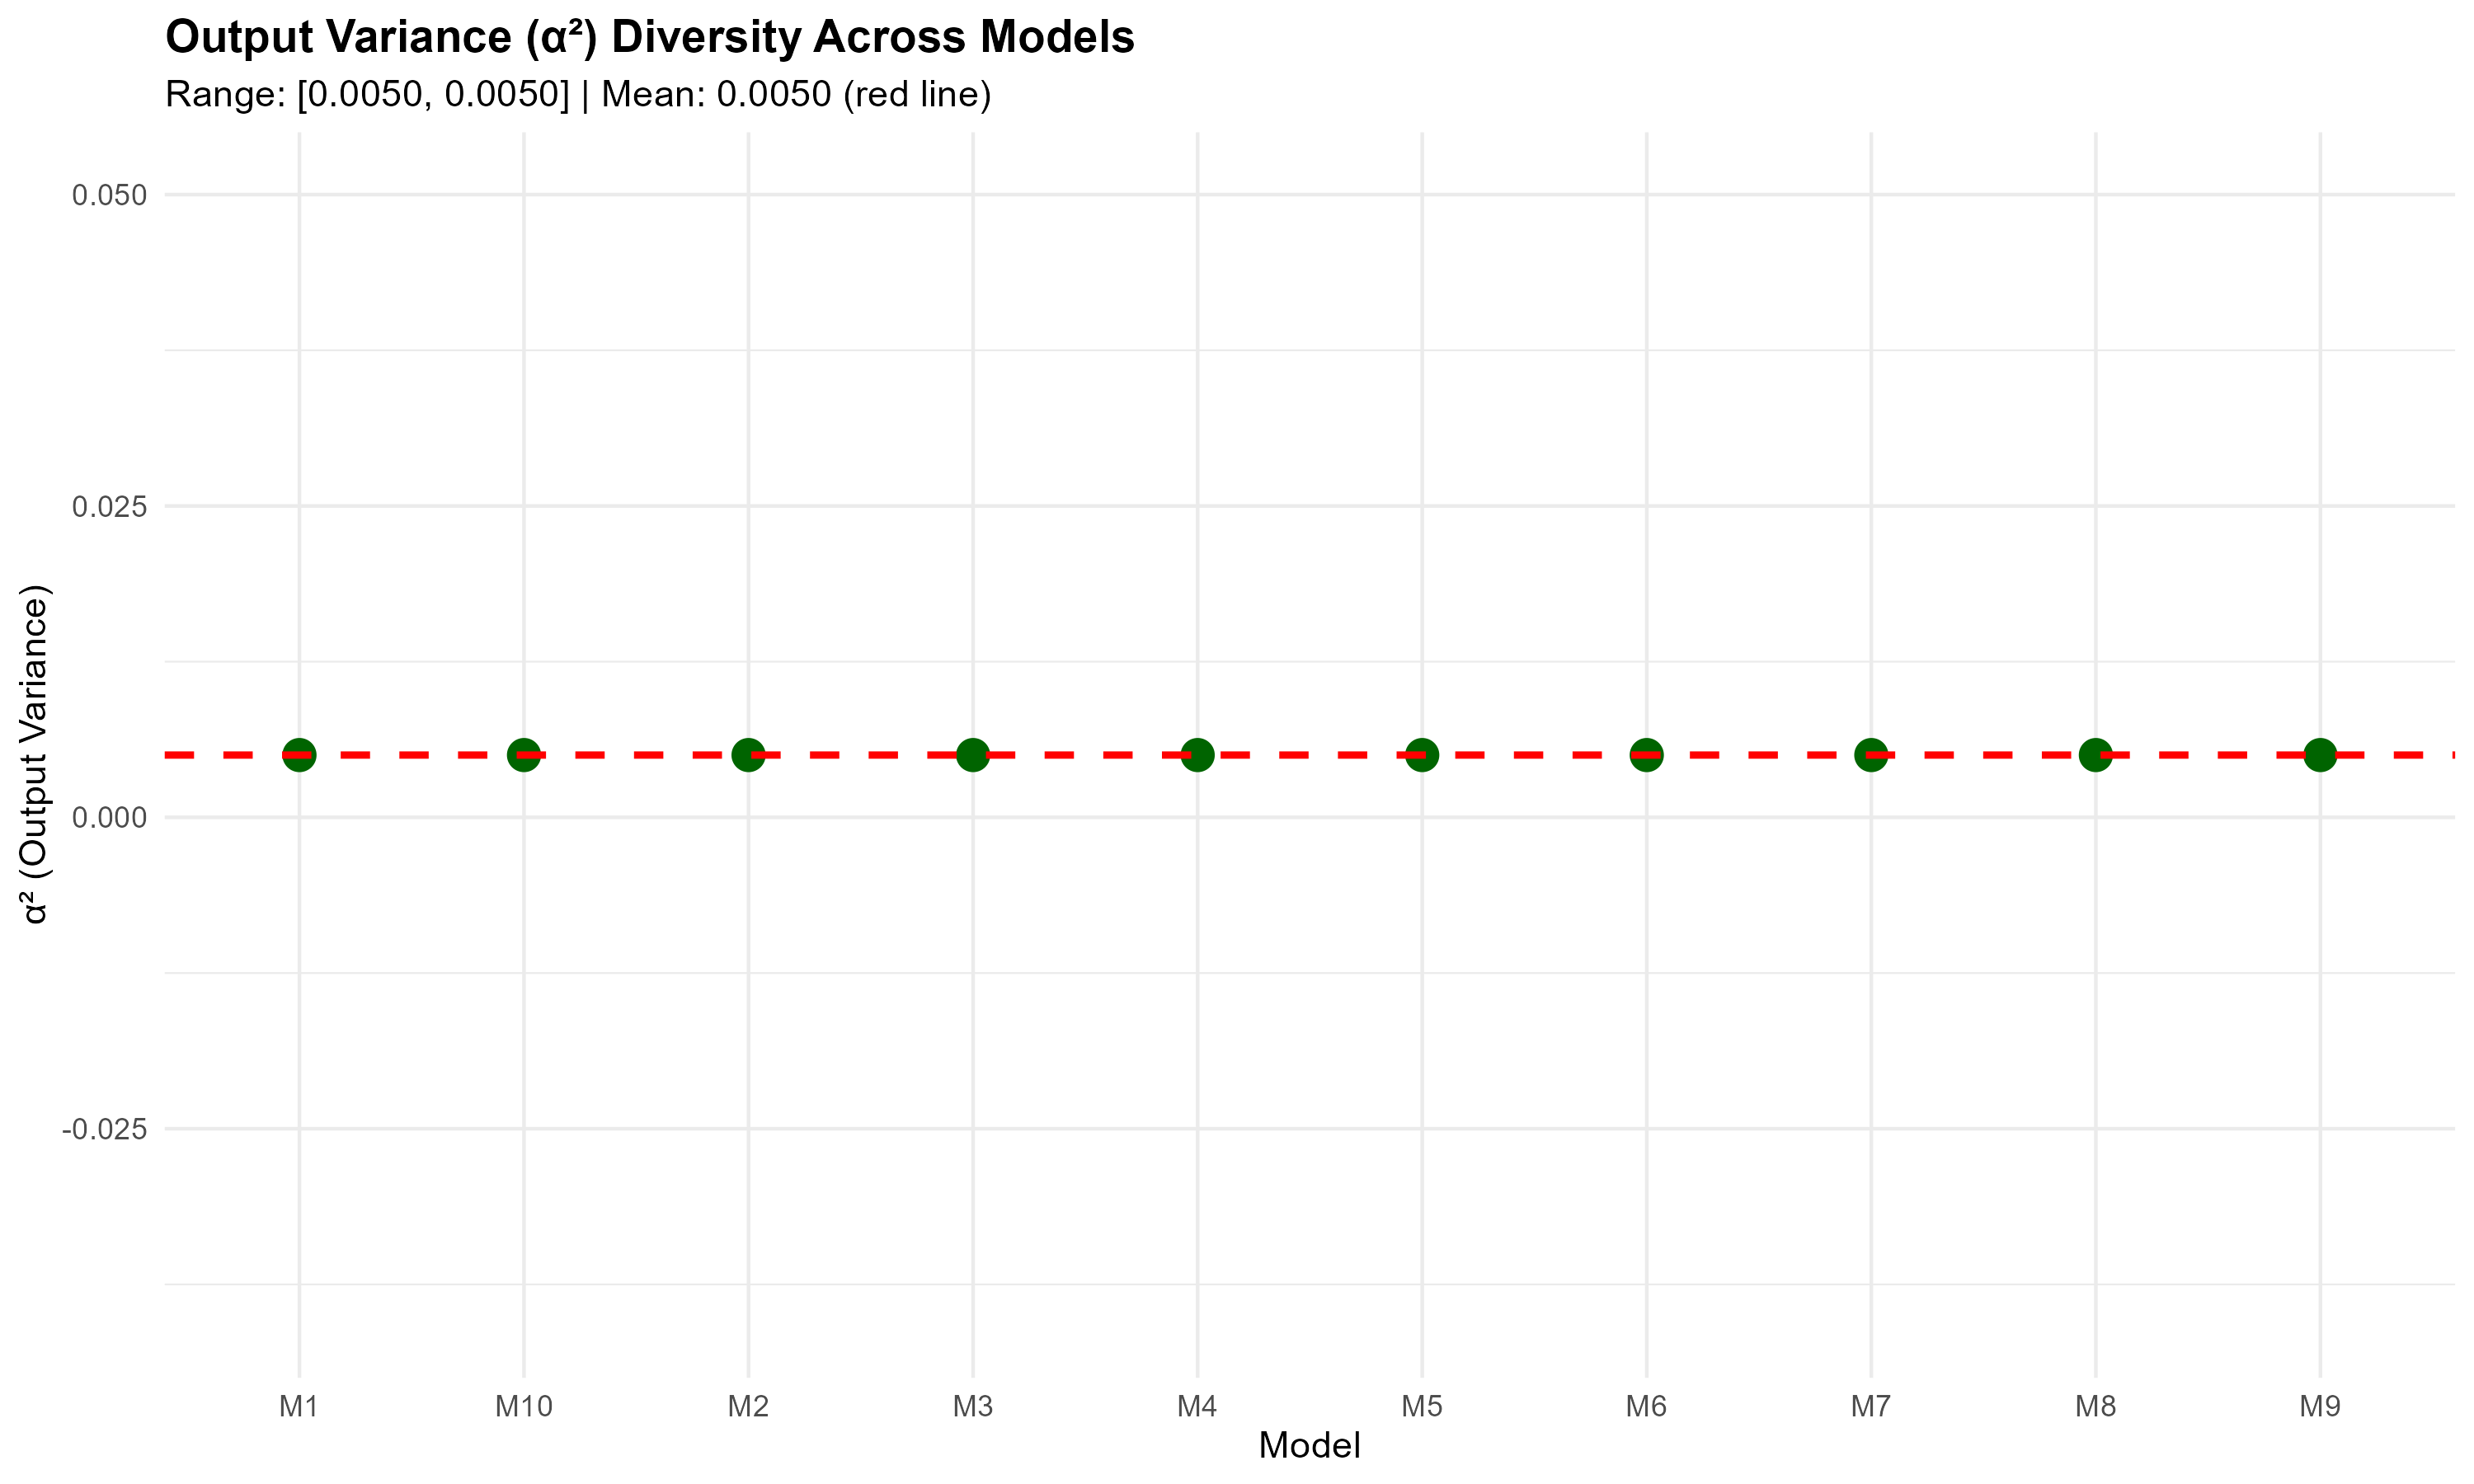 Output Variance (α²) Diversity Across Models
Range: [0.0050, 0.0050] | Mean: 0.0050 (red line)
α² (Output Variance)
0.050
0.025
0.000
-0.025
M1 M10 M2 M3 M4 M5 M6 M7 M8 M9
Model